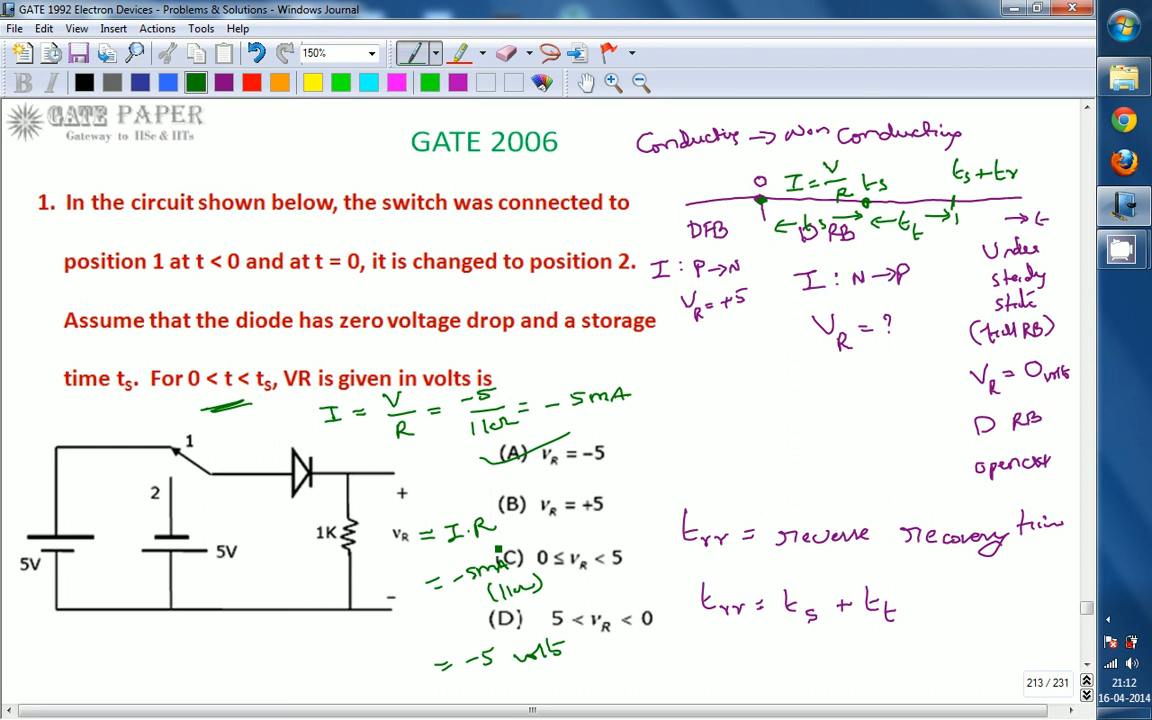 GATE 1992 Electron Devices - Problems & Solutions - Windows Journal
File Edit View Insert Actions Tools Help
150%
B I
GATE PAPER
Gateway to IISc & IITs
GATE 2006
Conductive → Non Conducting
1. In the circuit shown below, the switch was connected to
position 1 at t < 0 and at t = 0, it is changed to position 2.
Assume that the diode has zero voltage drop and a storage
time ts. For 0 < t < ts, VR is given in volts is
0 I = V/R ts ts+tr
← ts → ← tt →
DFB D RB → t
I : P→N
VR = +5
I : N→P
VR = ?
Under
steady
state
(till RB)
VR = 0 volts
D RB
open ckt
I = V/R = -5/1kΩ = - 5mA
(A) vR = -5
(B) vR = +5
(C) 0 ≤ vR < 5
(D) 5 < vR < 0
1
2
5V
5V
1K
+
vR = I.R
-
= -5mA
(1kΩ)
= -5 volts
trr = reverse recovery time
trr = ts + tt
213 / 231
21:12
16-04-2014